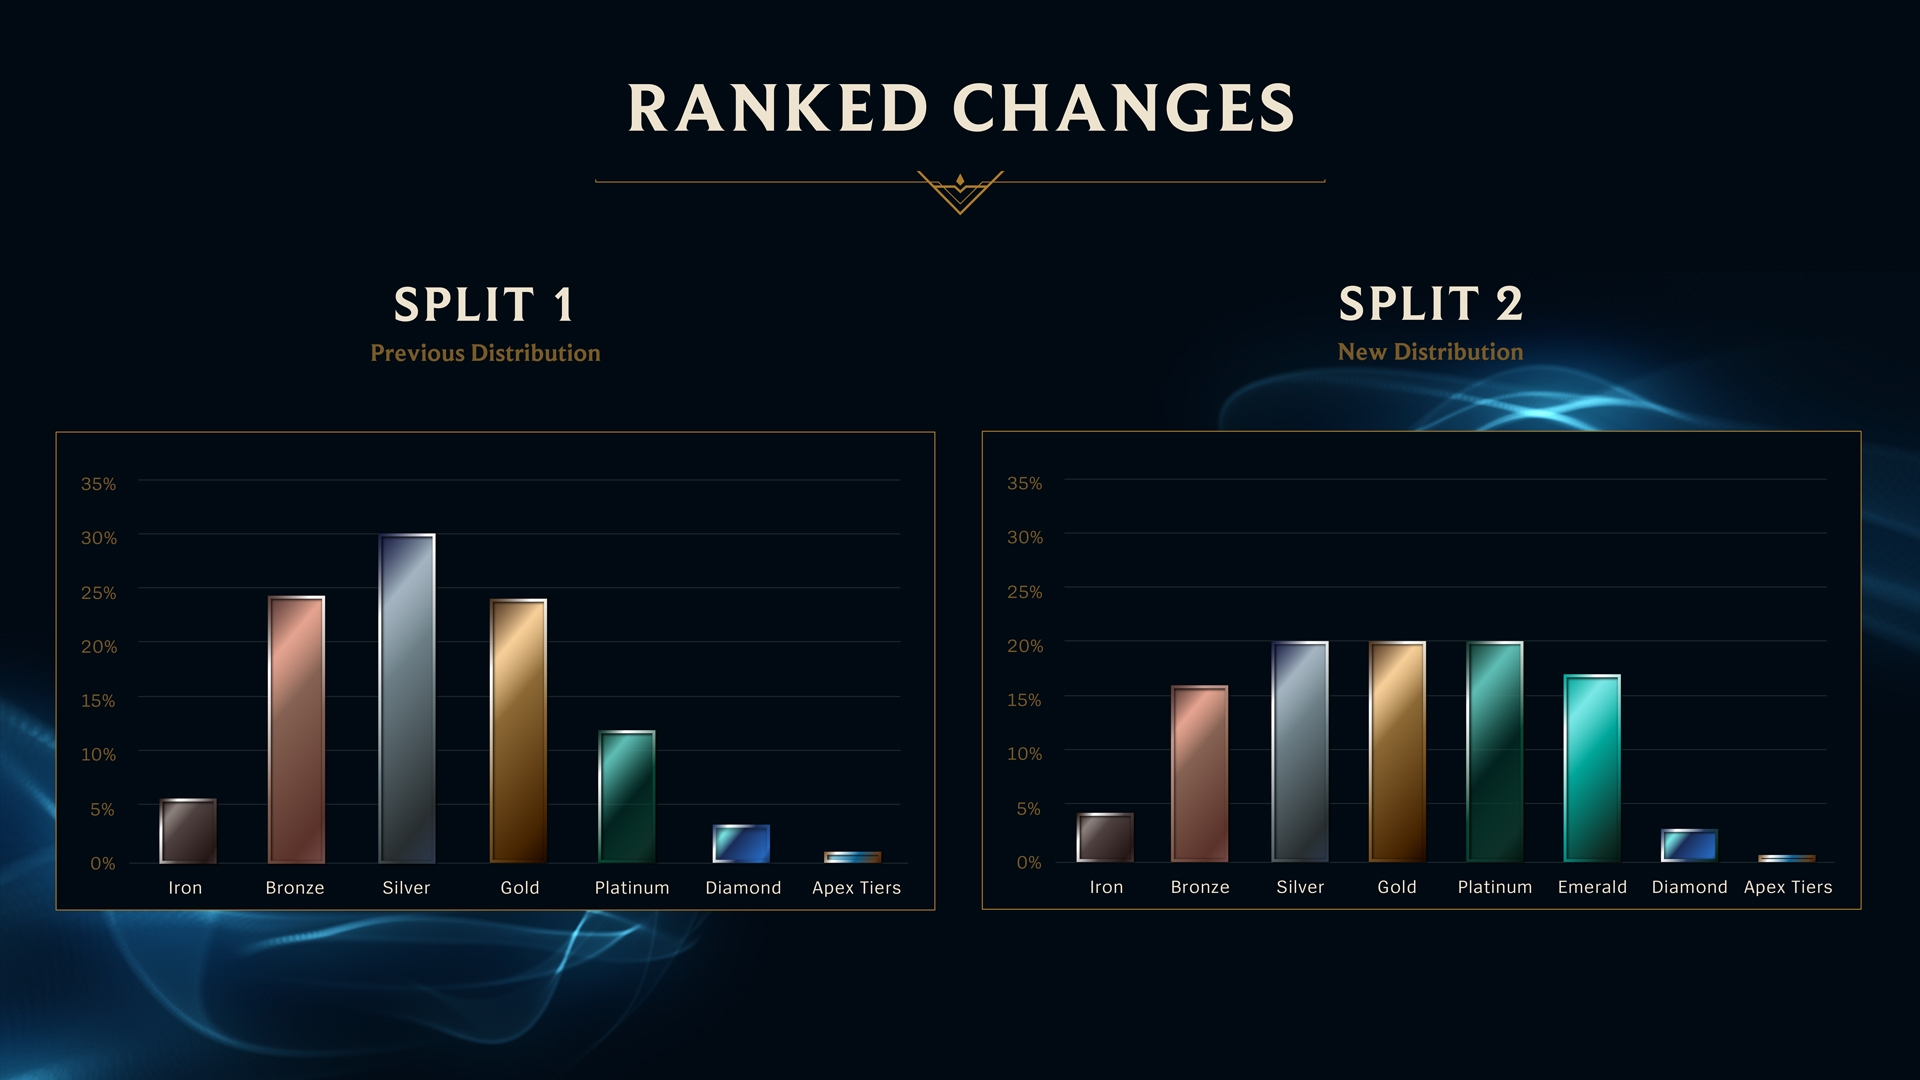 RANKED CHANGES
SPLIT 1
Previous Distribution
35%
30%
25%
20%
15%
10%
5%
0%
Iron Bronze Silver Gold Platinum Diamond Apex Tiers
SPLIT 2
New Distribution
35%
30%
25%
20%
15%
10%
5%
0%
Iron Bronze Silver Gold Platinum Emerald Diamond Apex Tiers